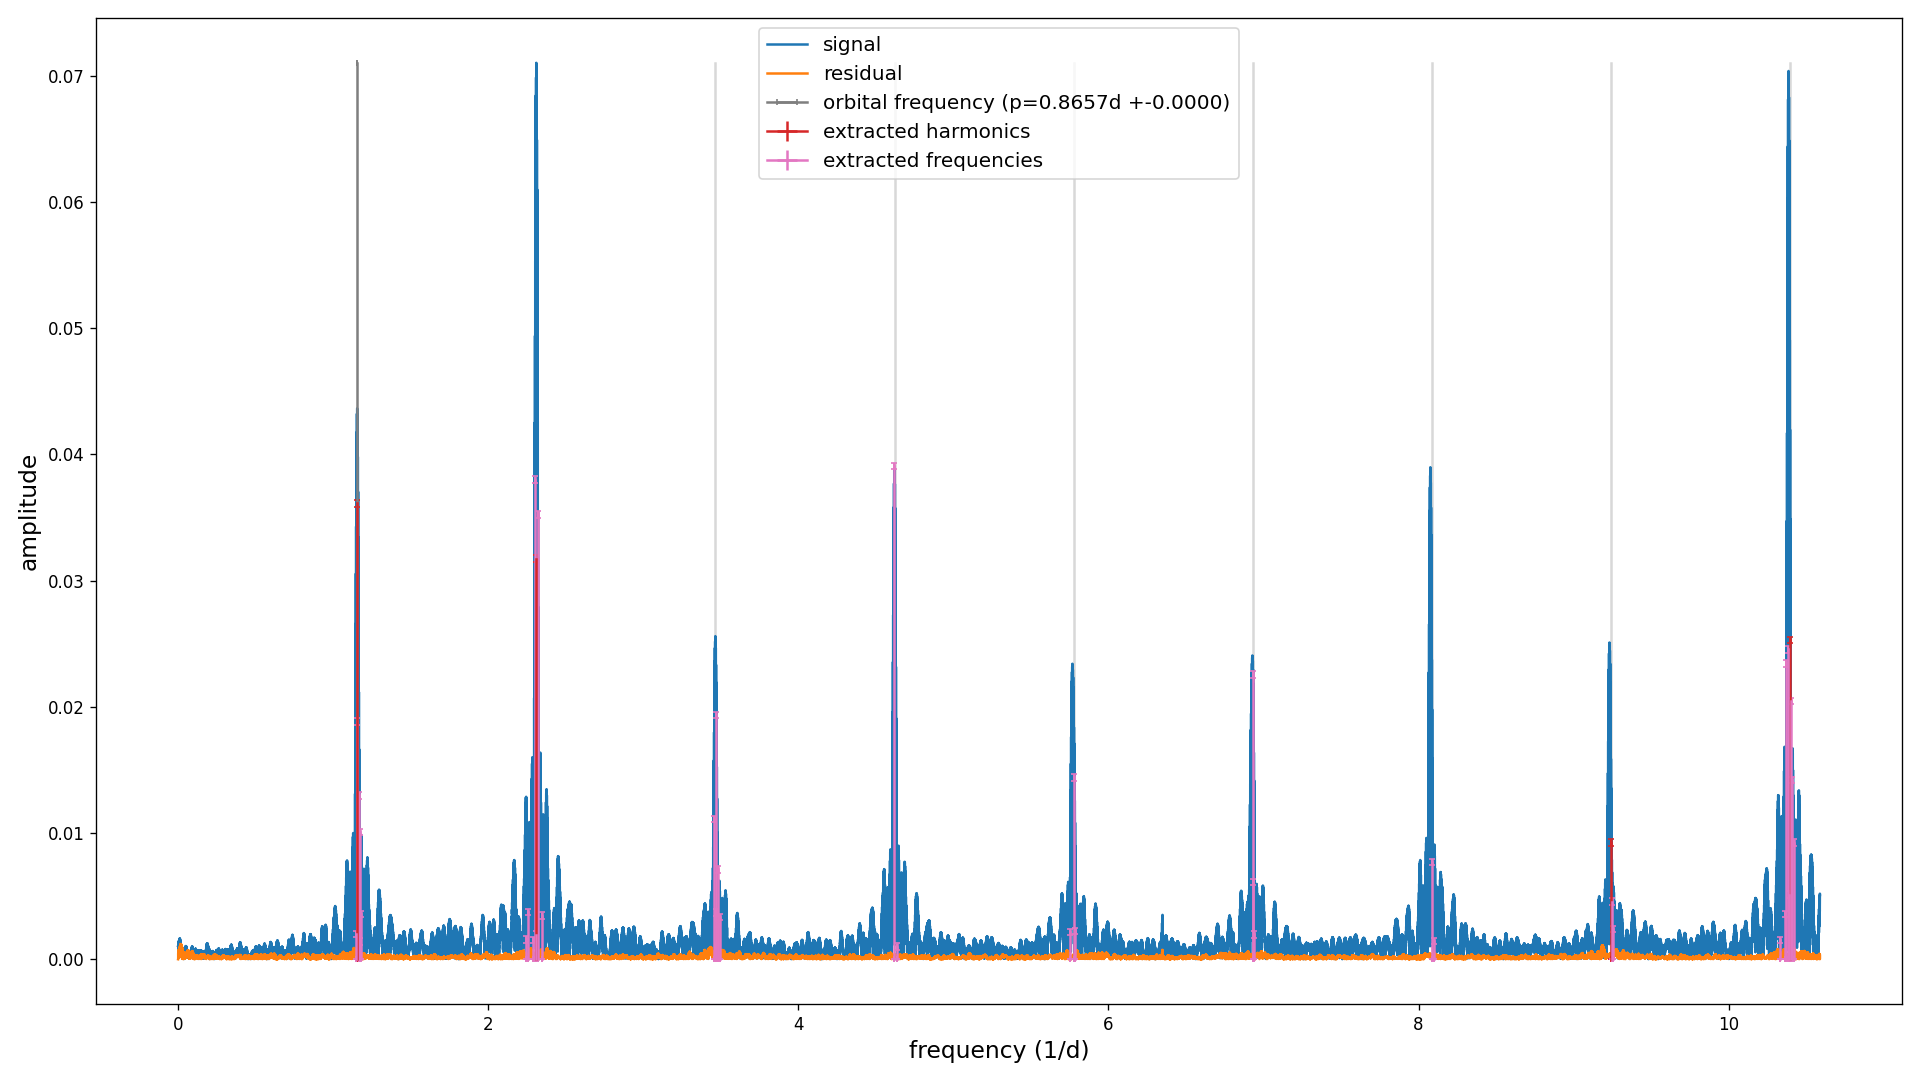 signal
residual
orbital frequency (p=0.8657d +-0.0000)
extracted harmonics
extracted frequencies
0.07
0.06
0.05
0.04
0.03
0.02
0.01
0.00
amplitude
0 2 4 6 8 10
frequency (1/d)